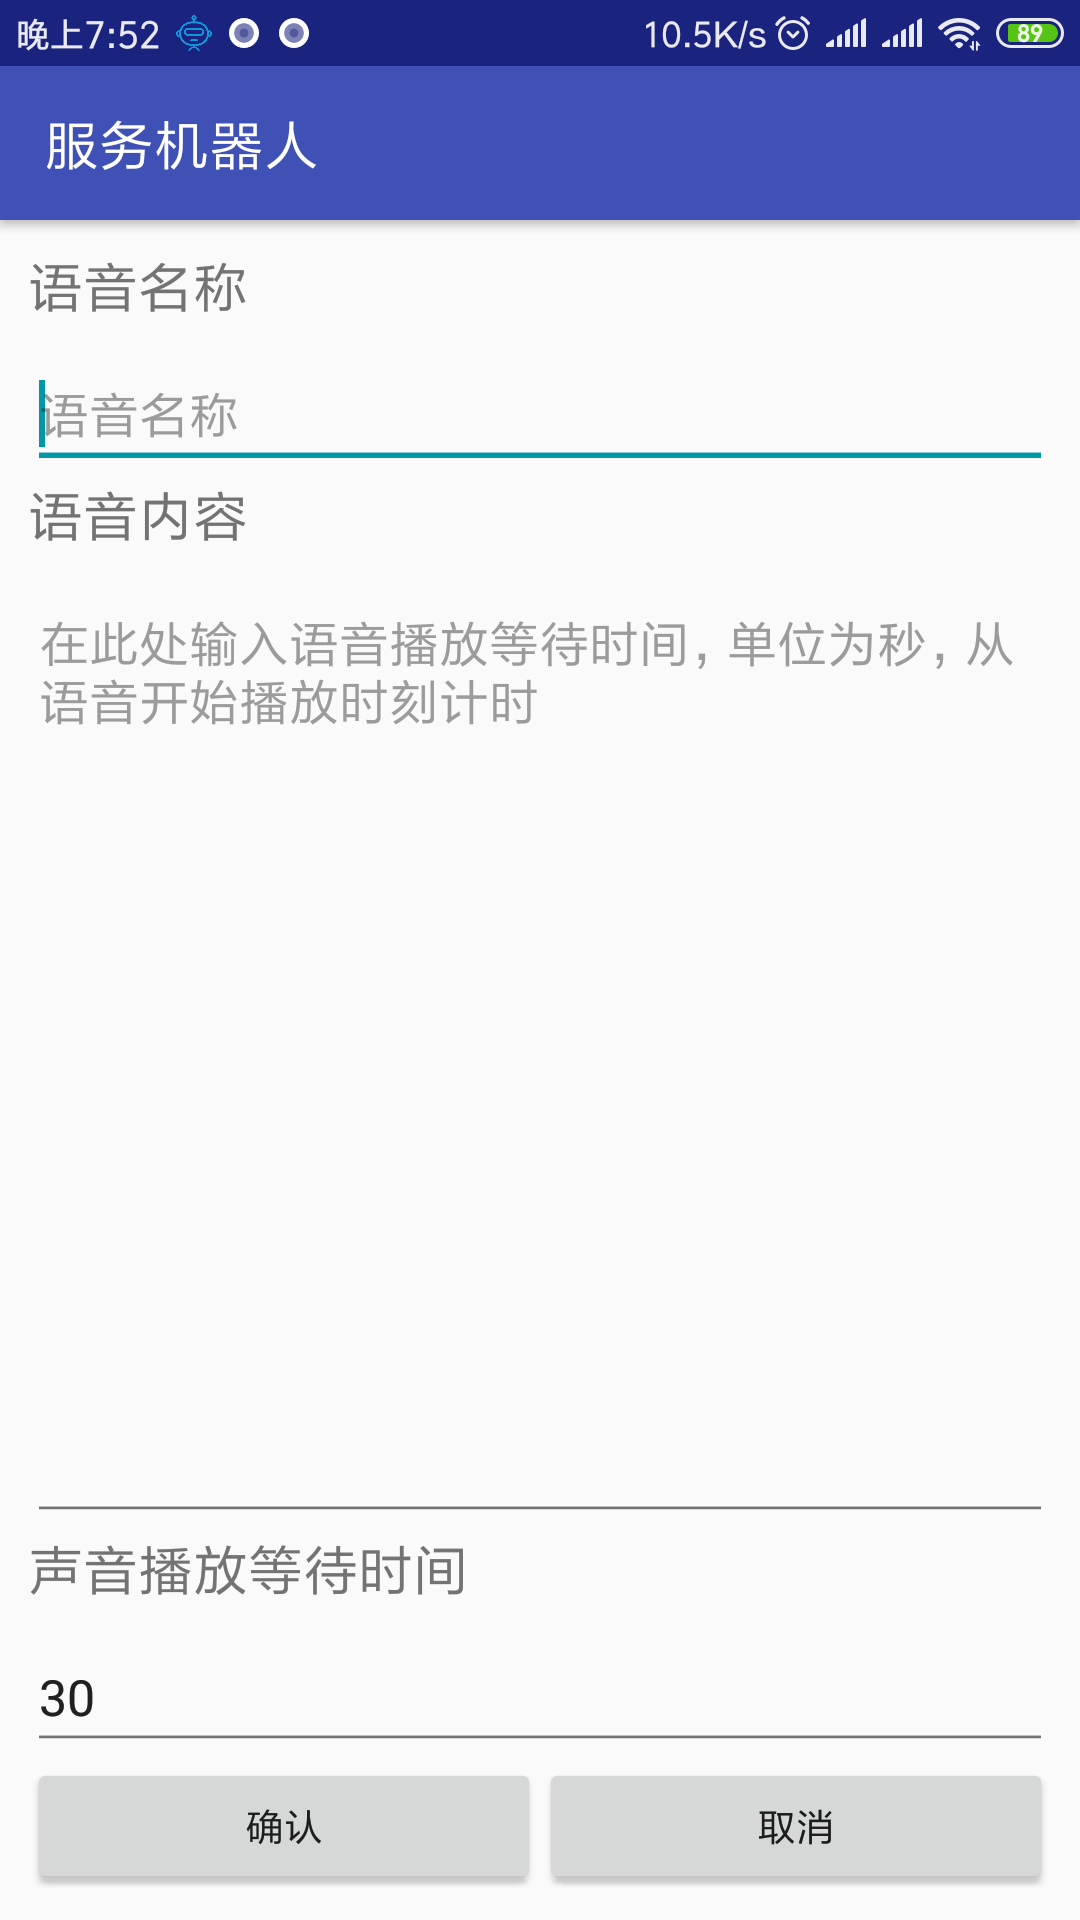 晚上7:52 10.5K/s 89
服务机器人
语音名称
语音名称
语音内容
在此处输入语音播放等待时间，单位为秒，从
语音开始播放时刻计时
声音播放等待时间
30
确认 取消